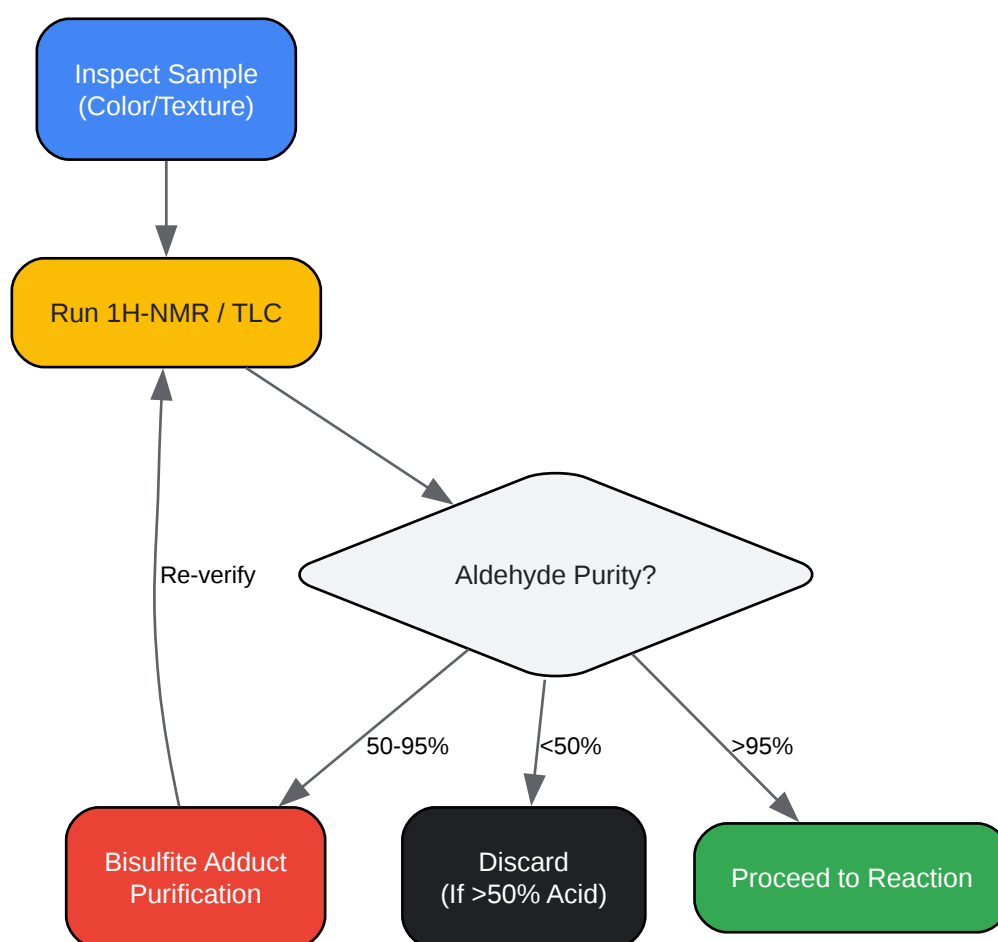 Inspect Sample
(Color/Texture)
Run 1H-NMR / TLC
Re-verify
Aldehyde Purity?
50-95%
<50%
>95%
Bisulfite Adduct
Purification
Discard
(If >50% Acid)
Proceed to Reaction